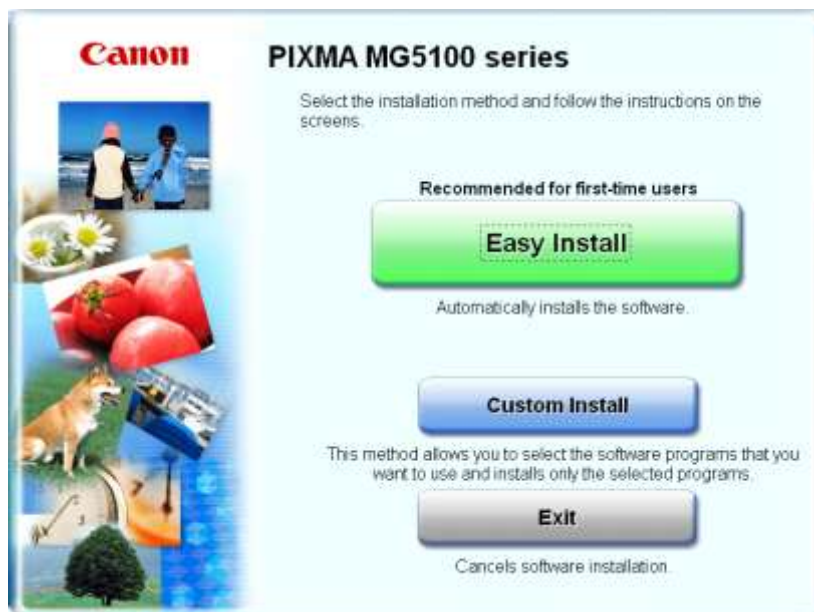 Canon
PIXMA MG5100 series
Select the installation method and follow the instructions on the
screens.
Recommended for first-time users
Easy Install
Automatically installs the software.
Custom Install
This method allows you to select the software programs that you
want to use and installs only the selected programs.
Exit
Cancels software installation.